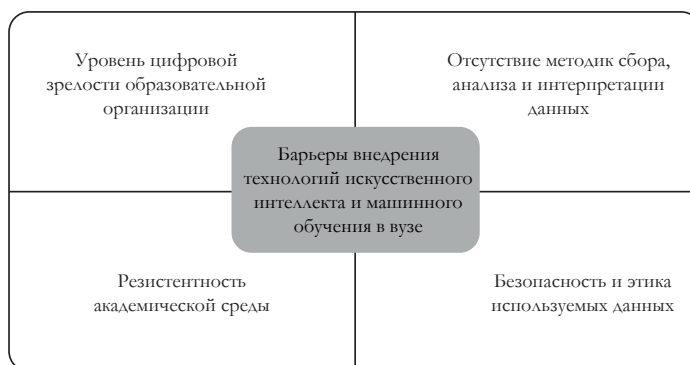 Уровень цифровой
зрелости образовательной
организации
Отсутствие методик сбора,
анализа и интерпретации
данных
Барьеры внедрения
технологий искусственного
интеллекта и машинного
обучения в вузе
Резистентность
академической среды
Безопасность и этика
используемых данных